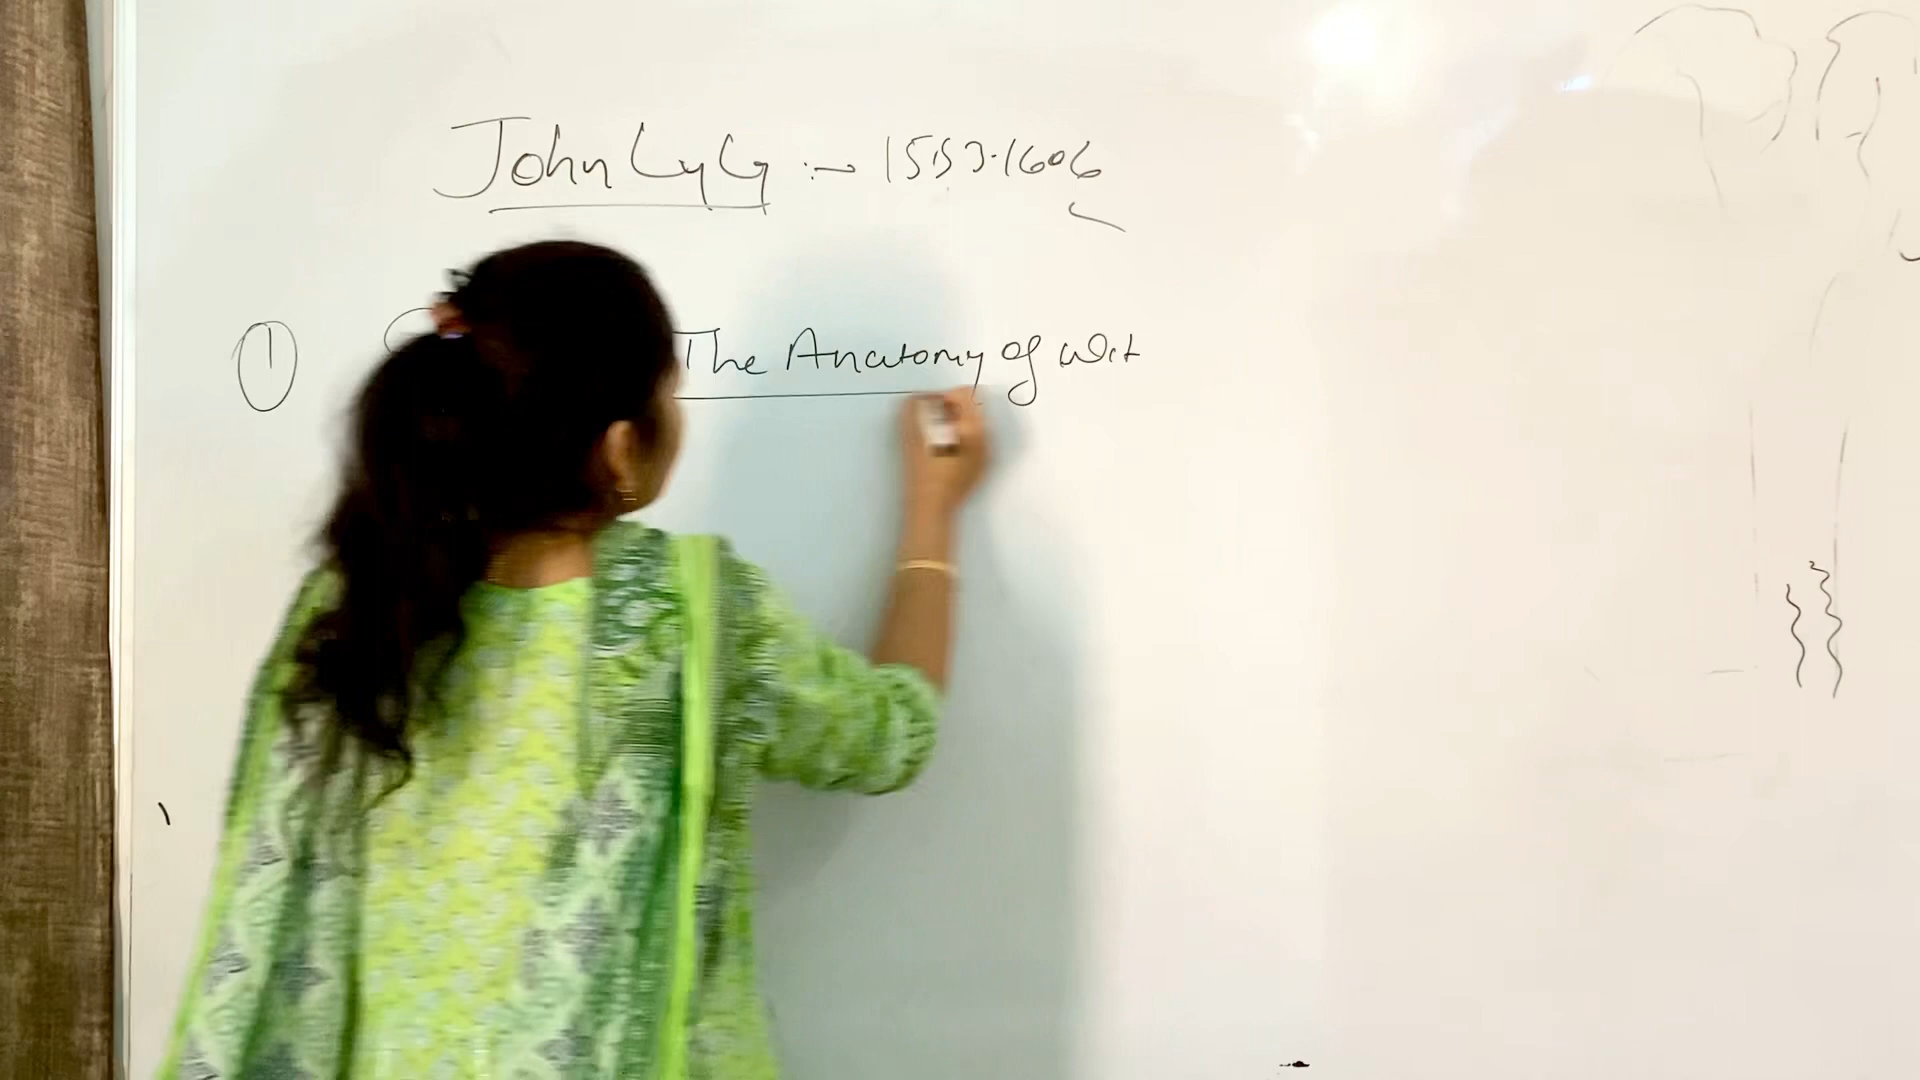 John LyLy :- 1553-1606
① The Anatomy of Wit